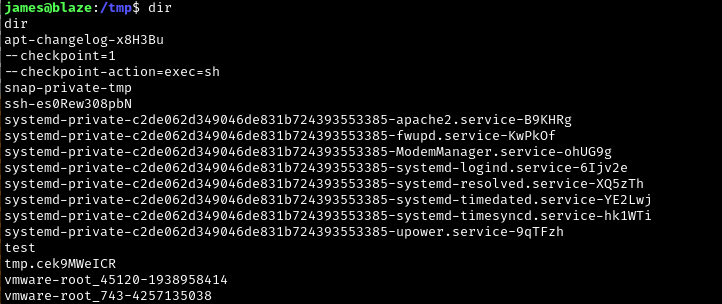 james@blaze:/tmp$ dir
dir
apt-changelog-x8H3Bu
--checkpoint=1
--checkpoint-action=exec=sh
snap-private-tmp
ssh-es0Rew308pbN
systemd-private-c2de062d349046de831b724393553385-apache2.service-B9KHRg
systemd-private-c2de062d349046de831b724393553385-fwupd.service-KwPkOf
systemd-private-c2de062d349046de831b724393553385-ModemManager.service-ohUG9g
systemd-private-c2de062d349046de831b724393553385-systemd-logind.service-6Ijv2e
systemd-private-c2de062d349046de831b724393553385-systemd-resolved.service-XQ5zTh
systemd-private-c2de062d349046de831b724393553385-systemd-timedated.service-YE2Lwj
systemd-private-c2de062d349046de831b724393553385-systemd-timesyncd.service-hk1WTi
systemd-private-c2de062d349046de831b724393553385-upower.service-9qTFzh
test
tmp.cek9MWeICR
vmware-root_45120-1938958414
vmware-root_743-4257135038